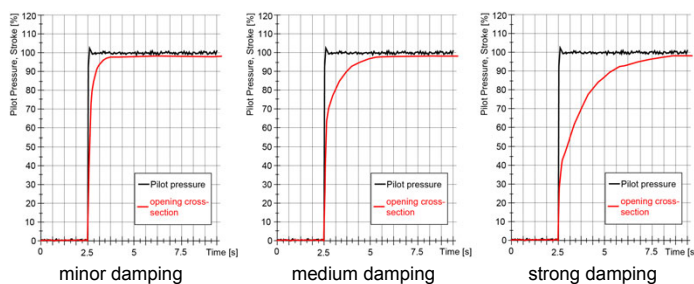 Pilot Pressure, Stroke [%]
120
110
100
90
80
70
60
50
40
30
20
10
0
Pilot pressure
opening cross-
section
0 2.5 5 7.5 Time [s]
minor damping
Pilot Pressure, Stroke [%]
120
110
100
90
80
70
60
50
40
30
20
10
0
Pilot pressure
opening cross-
section
0 2.5 5 7.5 Time [s]
medium damping
Pilot Pressure, Stroke [%]
120
110
100
90
80
70
60
50
40
30
20
10
0
Pilot pressure
opening cross-
section
0 2.5 5 7.5 Time [s]
strong damping